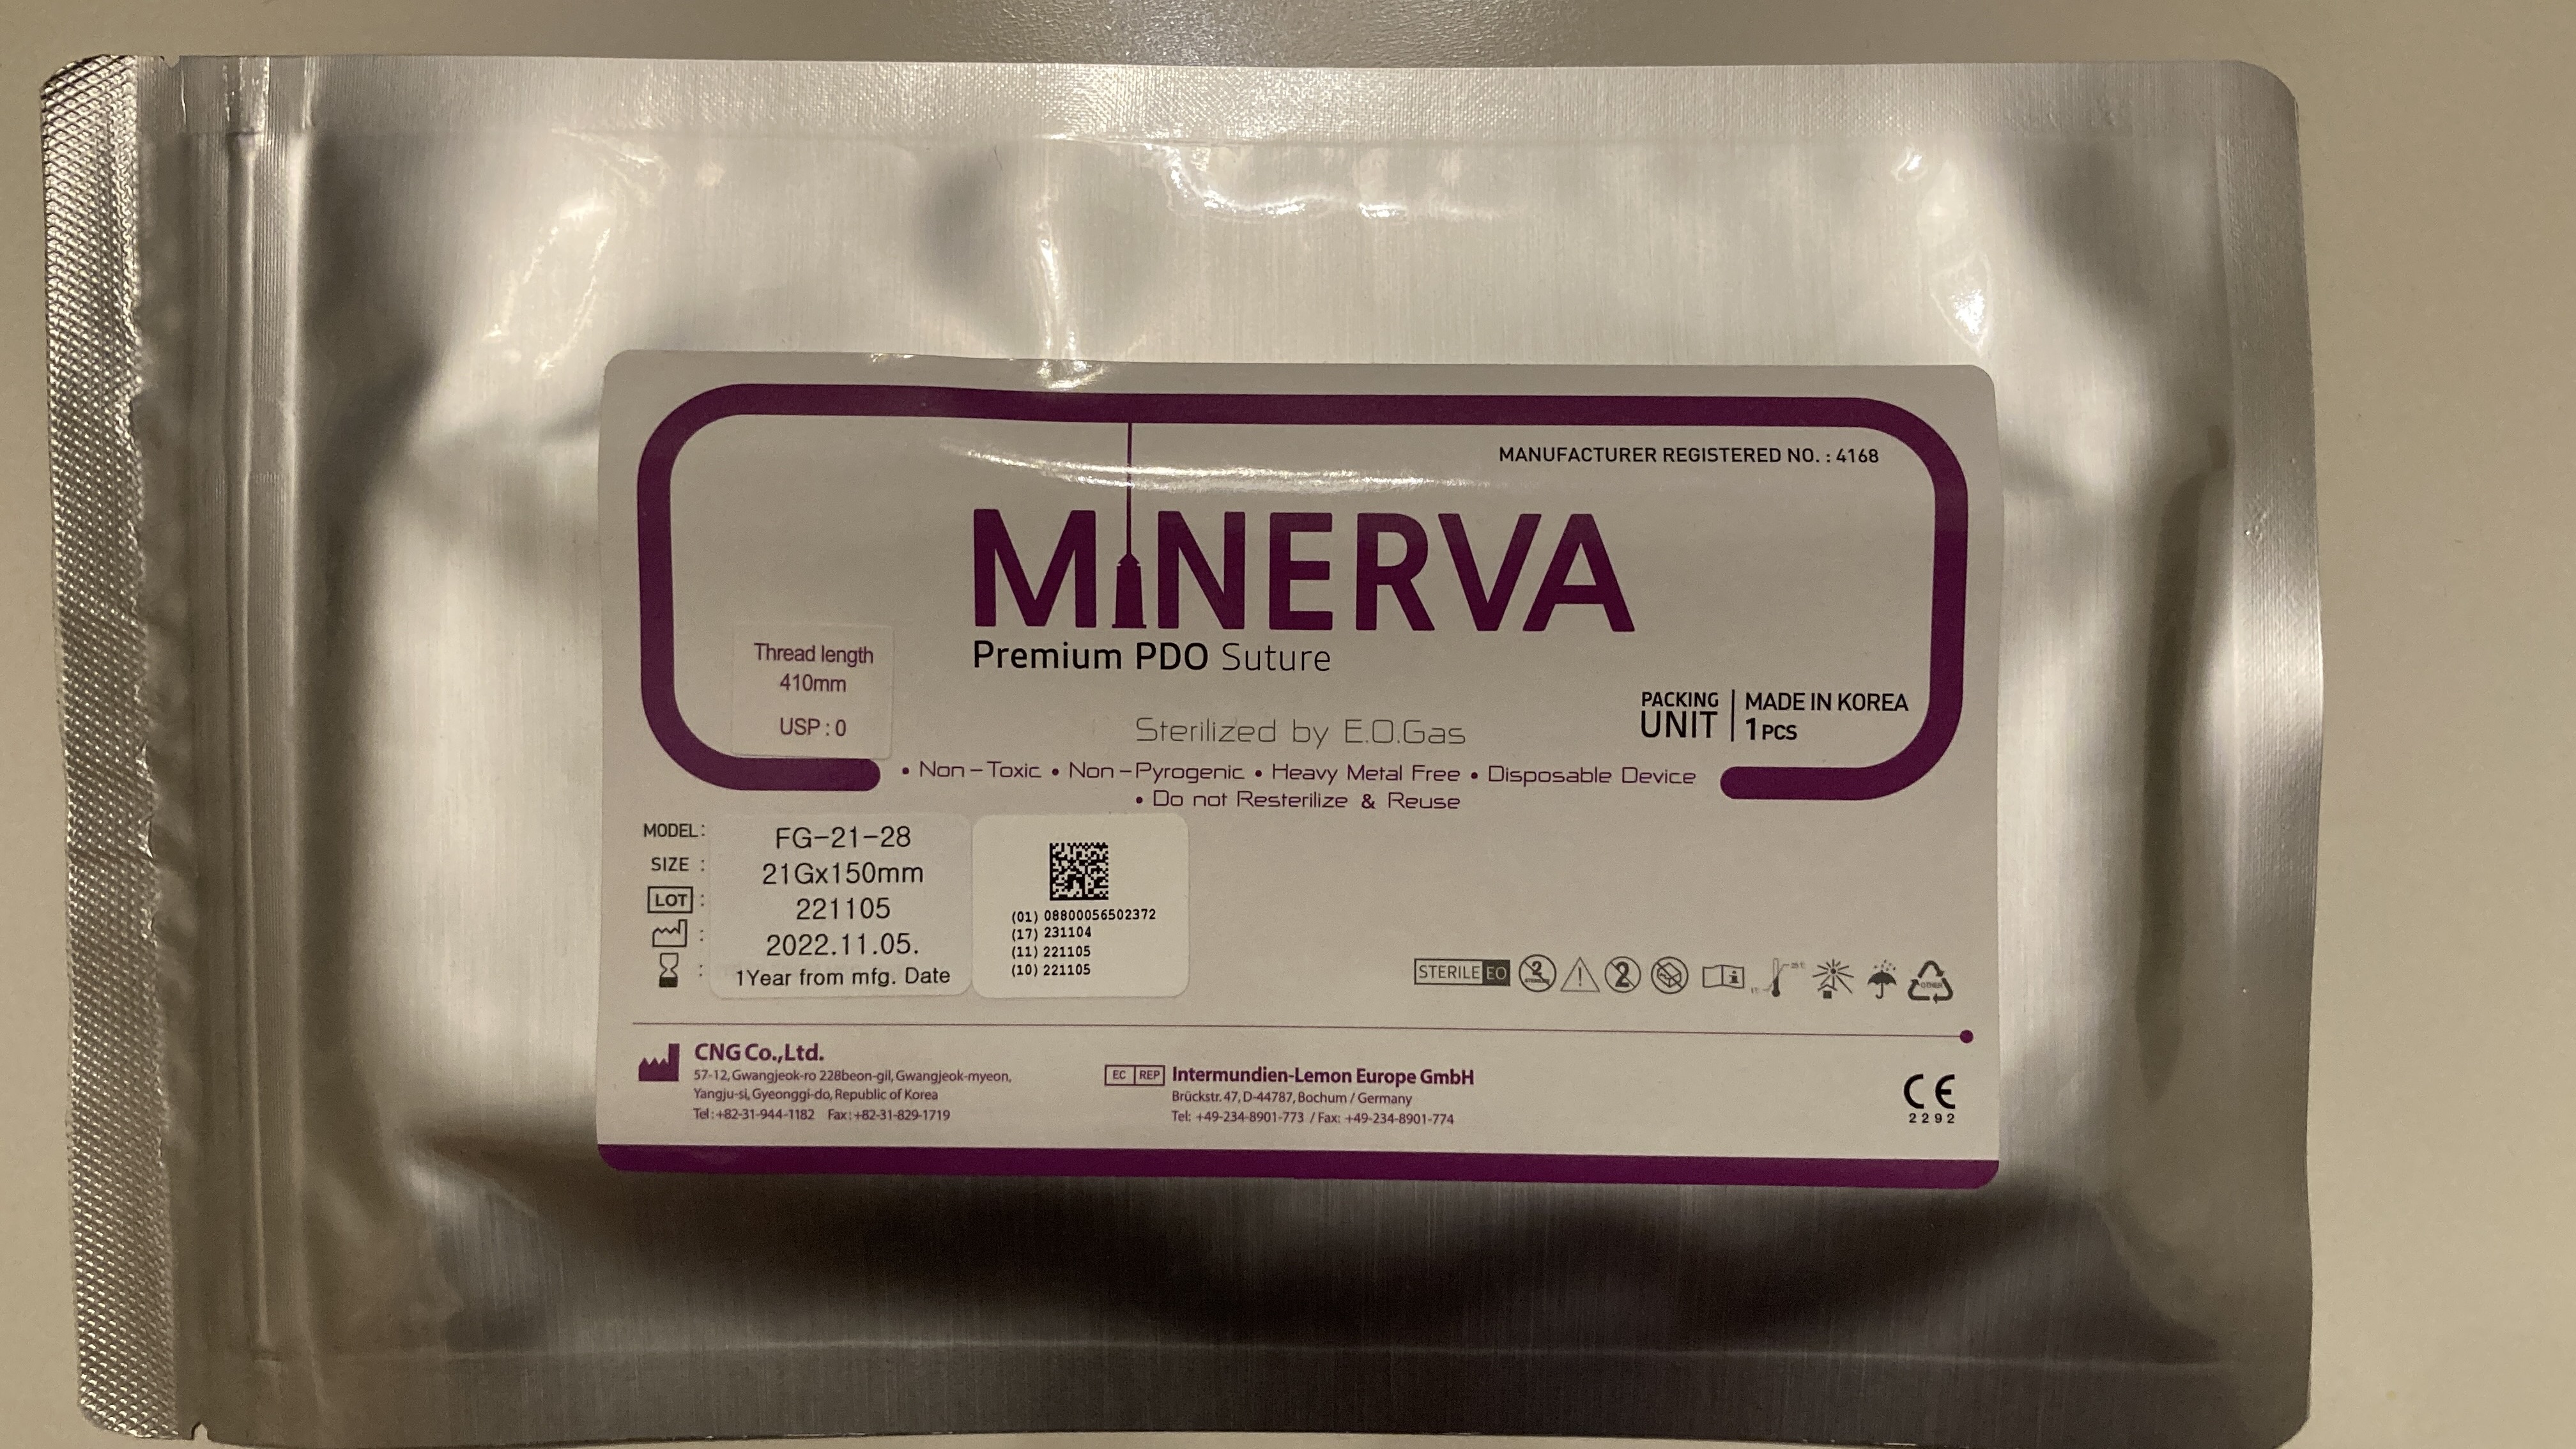 MANUFACTURER REGISTERED NO. : 4168
MINERVA
Premium PDO Suture
Thread length
410mm
USP : 0
Sterilized by E.O.Gas
PACKING UNIT
MADE IN KOREA
1 PCS
• Non-Toxic • Non-Pyrogenic • Heavy Metal Free • Disposable Device
• Do not Resterilize & Reuse
MODEL : FG-21-28
SIZE : 21Gx150mm
LOT : 221105
: 2022.11.05.
: 1Year from mfg. Date
(01) 08800056502372
(17) 231104
(11) 221105
(10) 221105
STERILE EO
2
2
CNG Co.,Ltd.
57-12, Gwangjeok-ro 228beon-gil, Gwangjeok-myeon,
Yangju-si, Gyeonggi-do, Republic of Korea
Tel : +82-31-944-1182 Fax : +82-31-829-1719
EC REP Intermundien-Lemon Europe GmbH
Brückstr. 47, D-44787, Bochum / Germany
Tel: +49-234-8901-773 / Fax: +49-234-8901-774
CE
2292